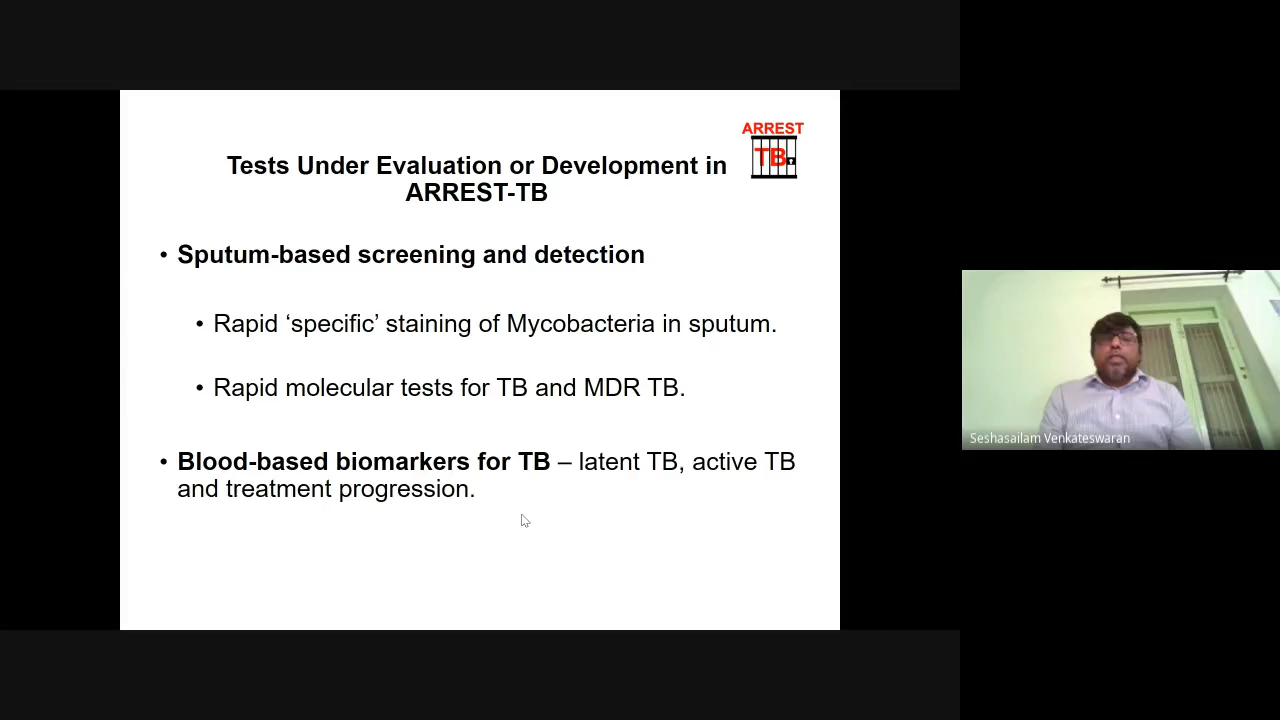 ARREST
TB
Tests Under Evaluation or Development in
ARREST-TB
• Sputum-based screening and detection
• Rapid ‘specific’ staining of Mycobacteria in sputum.
• Rapid molecular tests for TB and MDR TB.
• Blood-based biomarkers for TB – latent TB, active TB
and treatment progression.
Seshasailam Venkateswaran